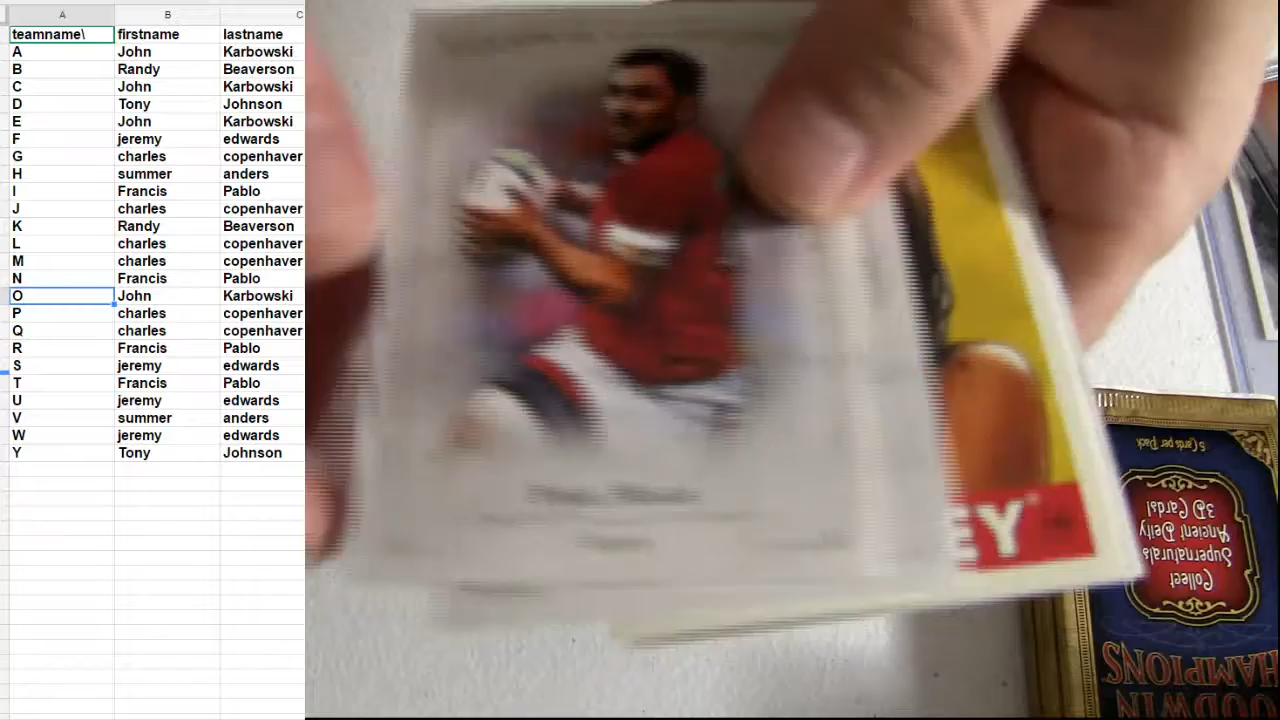 A B C
teamname\ firstname lastname
A John Karbowski
B Randy Beaverson
C John Karbowski
D Tony Johnson
E John Karbowski
F jeremy edwards
G charles copenhaver
H summer anders
I Francis Pablo
J charles copenhaver
K Randy Beaverson
L charles copenhaver
M charles copenhaver
N Francis Pablo
O John Karbowski
P charles copenhaver
Q charles copenhaver
R Francis Pablo
S jeremy edwards
T Francis Pablo
U jeremy edwards
V summer anders
W jeremy edwards
Y Tony Johnson
EY
5 Cards per Pack
Collect
Supernaturals
Ancient Deity
3D Cards!
OODWIN
HAMPIONS